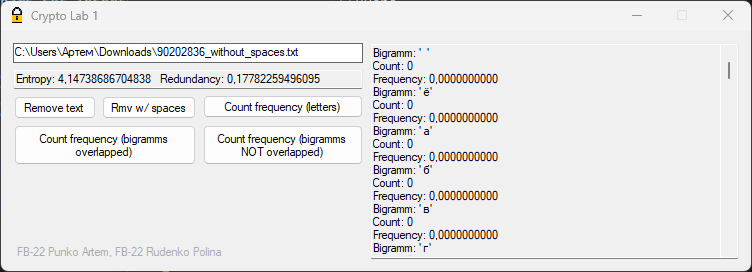 Crypto Lab 1
C:\Users\Артем\Downloads\90202836_without_spaces.txt
Entropy: 4,14738686704838 Redundancy: 0,17782259496095
Remove text
Rmv w/ spaces
Count frequency (letters)
Count frequency (bigramms
overlapped)
Count frequency (bigramms
NOT overlapped)
FB-22 Punko Artem, FB-22 Rudenko Polina
Bigramm: '  '
Count: 0
Frequency: 0,0000000000
Bigramm: ' ё'
Count: 0
Frequency: 0,0000000000
Bigramm: ' а'
Count: 0
Frequency: 0,0000000000
Bigramm: ' б'
Count: 0
Frequency: 0,0000000000
Bigramm: ' в'
Count: 0
Frequency: 0,0000000000
Bigramm: ' г'